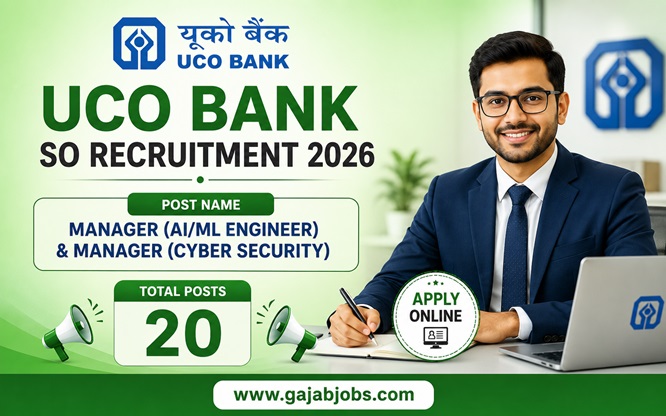 यूको बैंक
UCO BANK
UCO BANK
SO RECRUITMENT 2026
POST NAME
MANAGER (AI/ML ENGINEER)
& MANAGER (CYBER SECURITY)
TOTAL POSTS
20
APPLY
ONLINE
www.gajabjobs.com